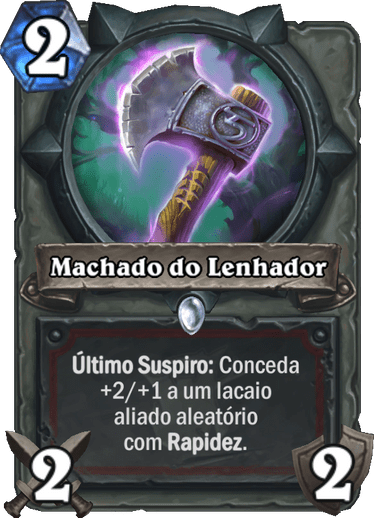 2
Machado do Lenhador
Último Suspiro: Conceda
+2/+1 a um lacaio
aliado aleatório
com Rapidez.
2
2